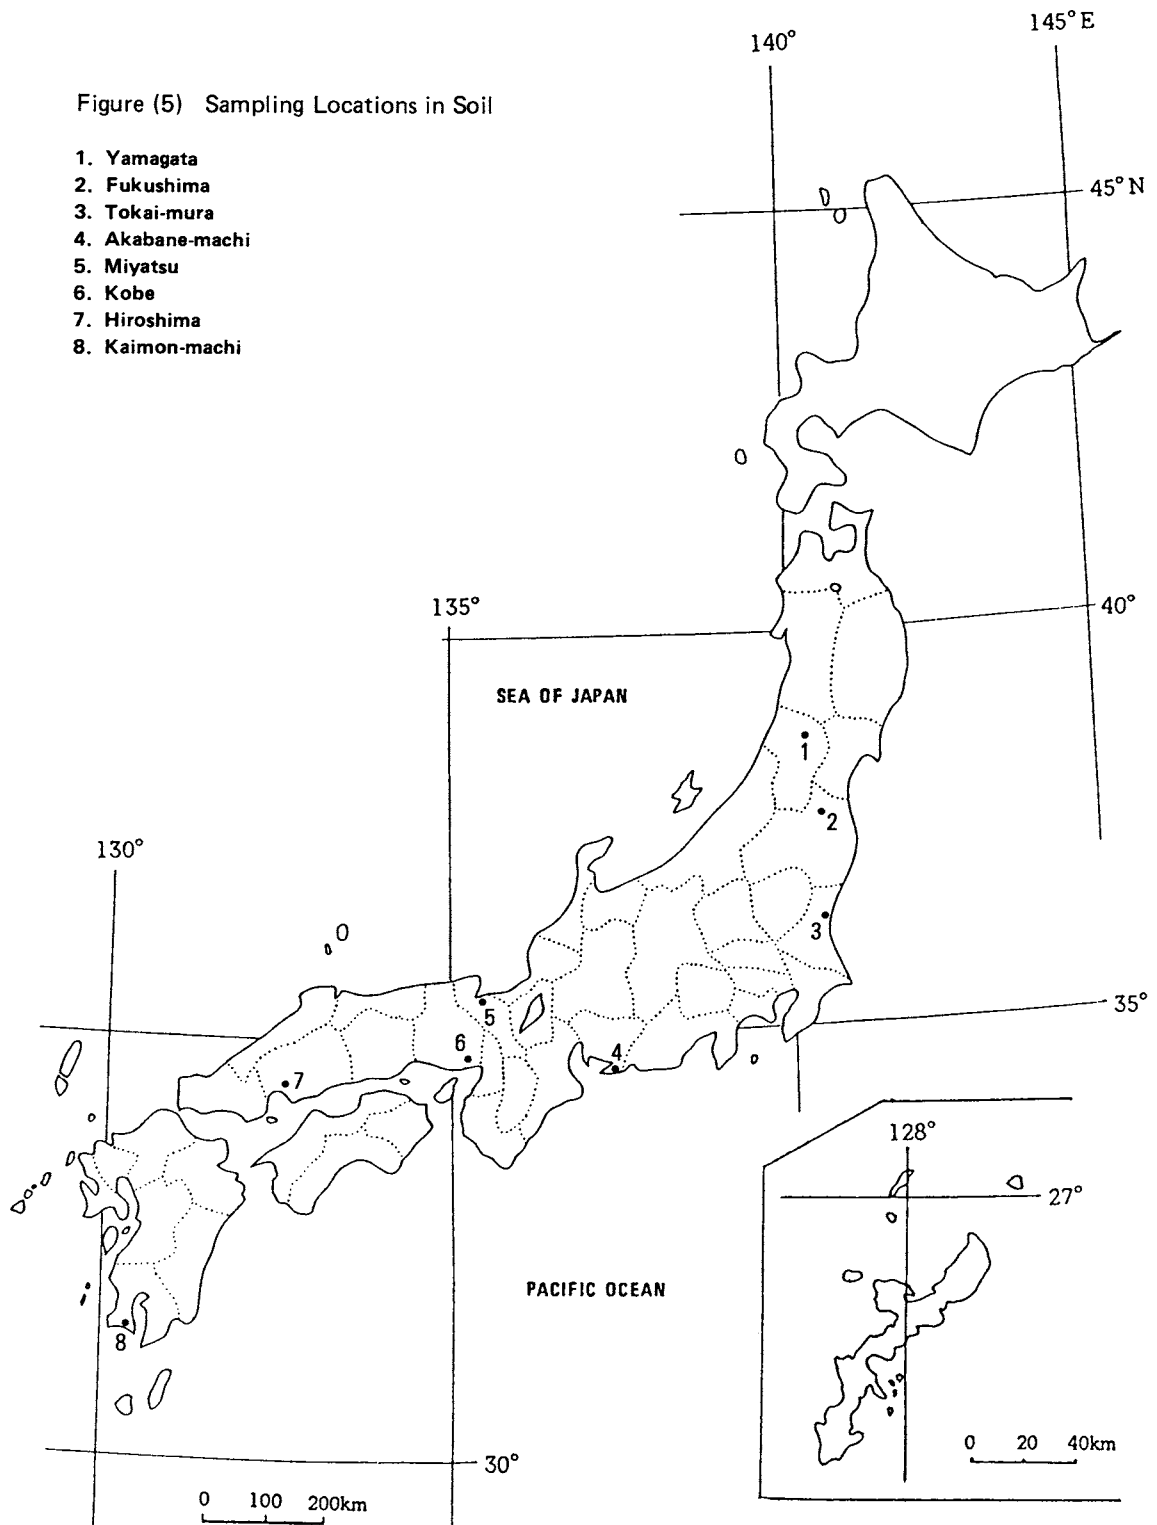 145° E
140°
Figure (5) Sampling Locations in Soil
1. Yamagata
2. Fukushima
3. Tokai-mura
4. Akabane-machi
5. Miyatsu
6. Kobe
7. Hiroshima
8. Kaimon-machi
45° N
40°
135°
SEA OF JAPAN
1
2
130°
3
35°
5
6
4
7
128°
27°
PACIFIC OCEAN
8
0 20 40km
30°
0 100 200km